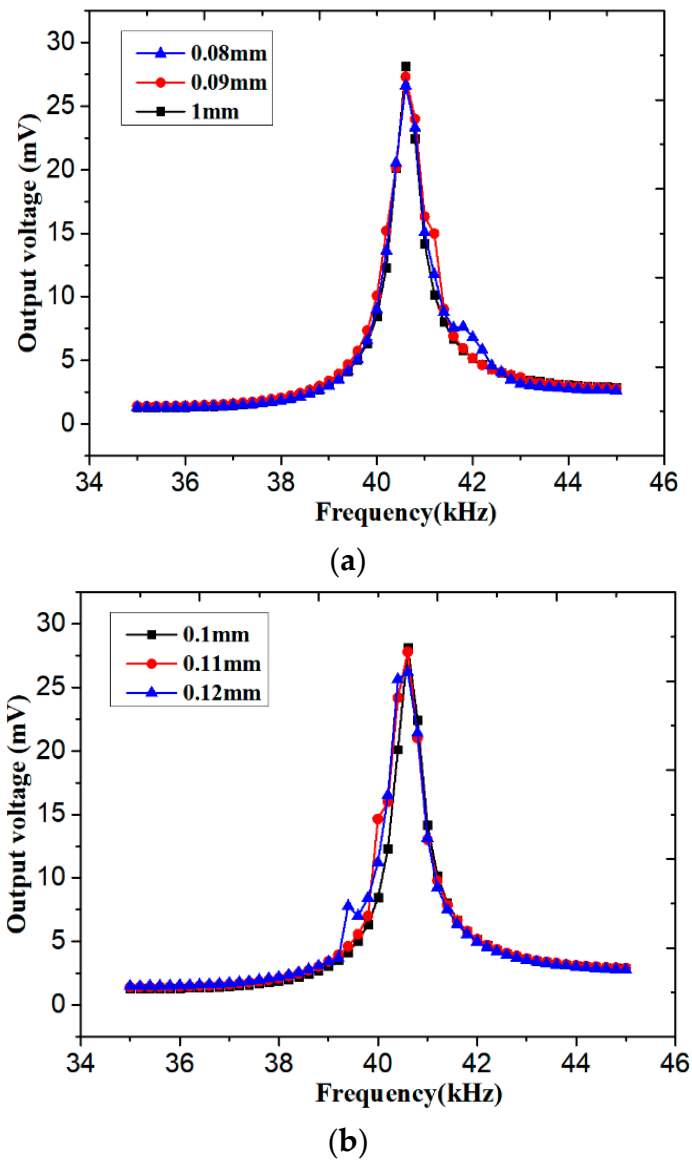 30
25
20
15
10
5
0
Output voltage (mV)
0.08mm
0.09mm
1mm
34 36 38 40 42 44 46
Frequency(kHz)
(a)
30
25
20
15
10
5
0
Output voltage (mV)
0.1mm
0.11mm
0.12mm
34 36 38 40 42 44 46
Frequency(kHz)
(b)